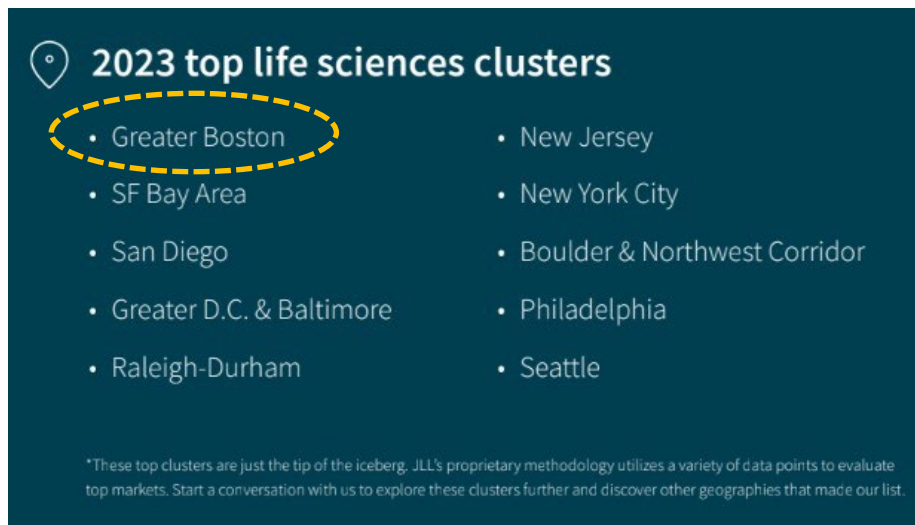 2023 top life sciences clusters
• Greater Boston
• SF Bay Area
• San Diego
• Greater D.C. & Baltimore
• Raleigh-Durham
• New Jersey
• New York City
• Boulder & Northwest Corridor
• Philadelphia
• Seattle
*These top clusters are just the tip of the iceberg. JLL's proprietary methodology utilizes a variety of data points to evaluate
top markets. Start a conversation with us to explore these clusters further and discover other geographies that made our list.